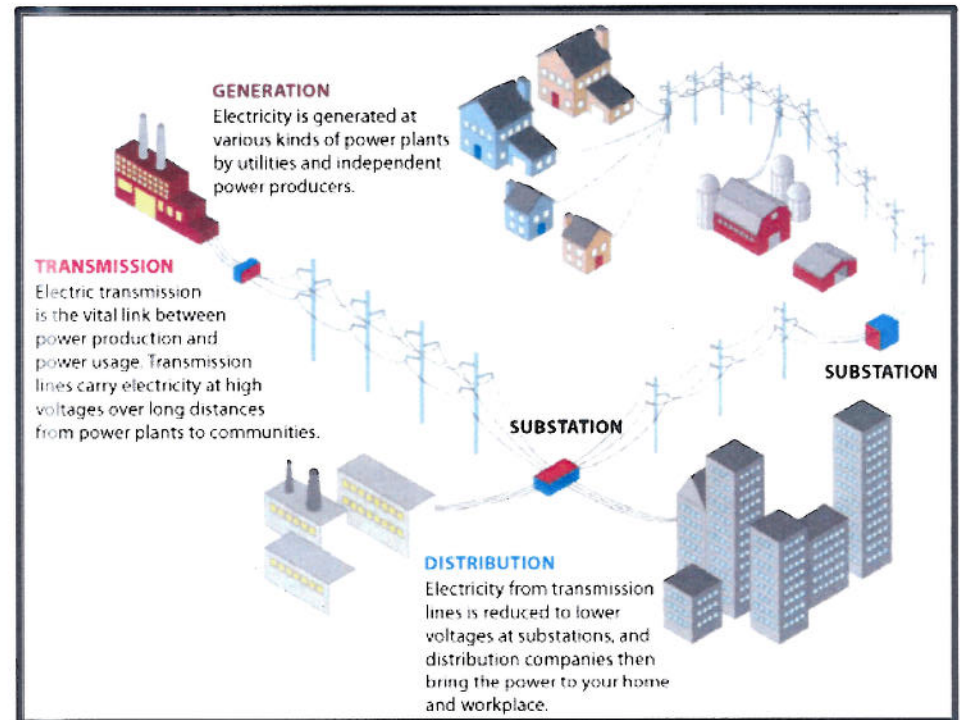 GENERATION
Electricity is generated at
various kinds of power plants
by utilities and independent
power producers.
TRANSMISSION
Electric transmission
is the vital link between
power production and
power usage. Transmission
lines carry electricity at high
voltages over long distances
from power plants to communities.
SUBSTATION
SUBSTATION
DISTRIBUTION
Electricity from transmission
lines is reduced to lower
voltages at substations, and
distribution companies then
bring the power to your home
and workplace.